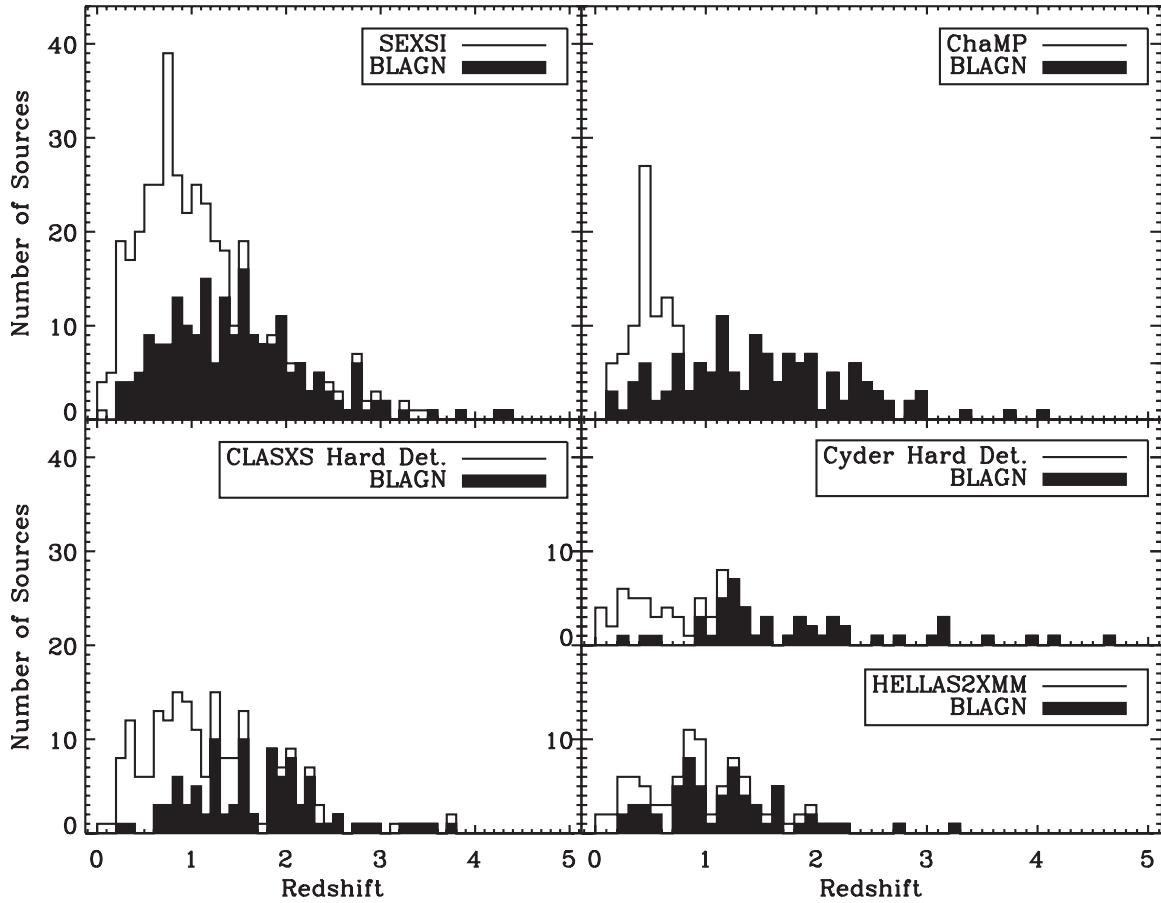 SEXSI
BLAGN
ChaMP
BLAGN
Number of Sources
40
30
20
10
0
CLASXS Hard Det.
BLAGN
Cyder Hard Det.
BLAGN
HELLAS2XMM
BLAGN
Number of Sources
40
30
20
10
0
10
0
10
0 1 2 3 4 5
0 1 2 3 4 5
Redshift
Redshift